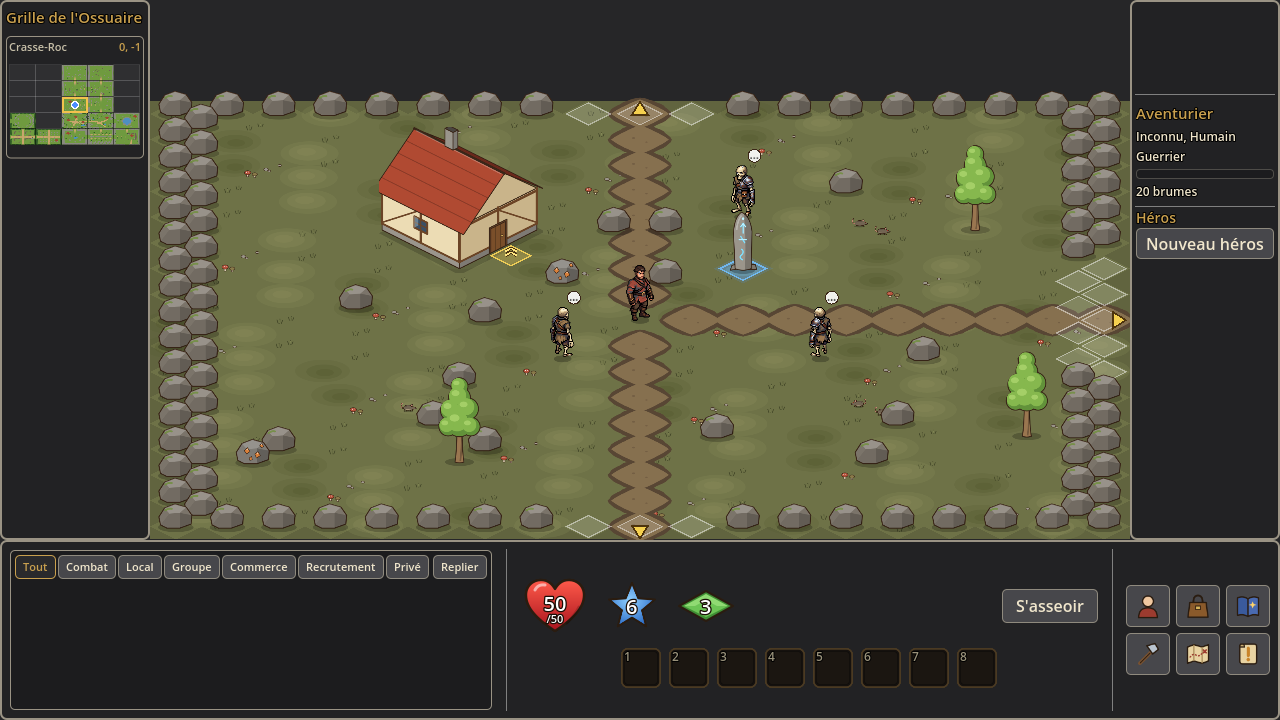 Grille de l'Ossuaire
Crasse-Roc 0, -1
Aventurier
Inconnu, Humain
Guerrier
20 brumes
Héros
Nouveau héros
Tout Combat Local Groupe Commerce Recrutement Privé Replier
50
/50
6
3
S'asseoir
1 2 3 4 5 6 7 8